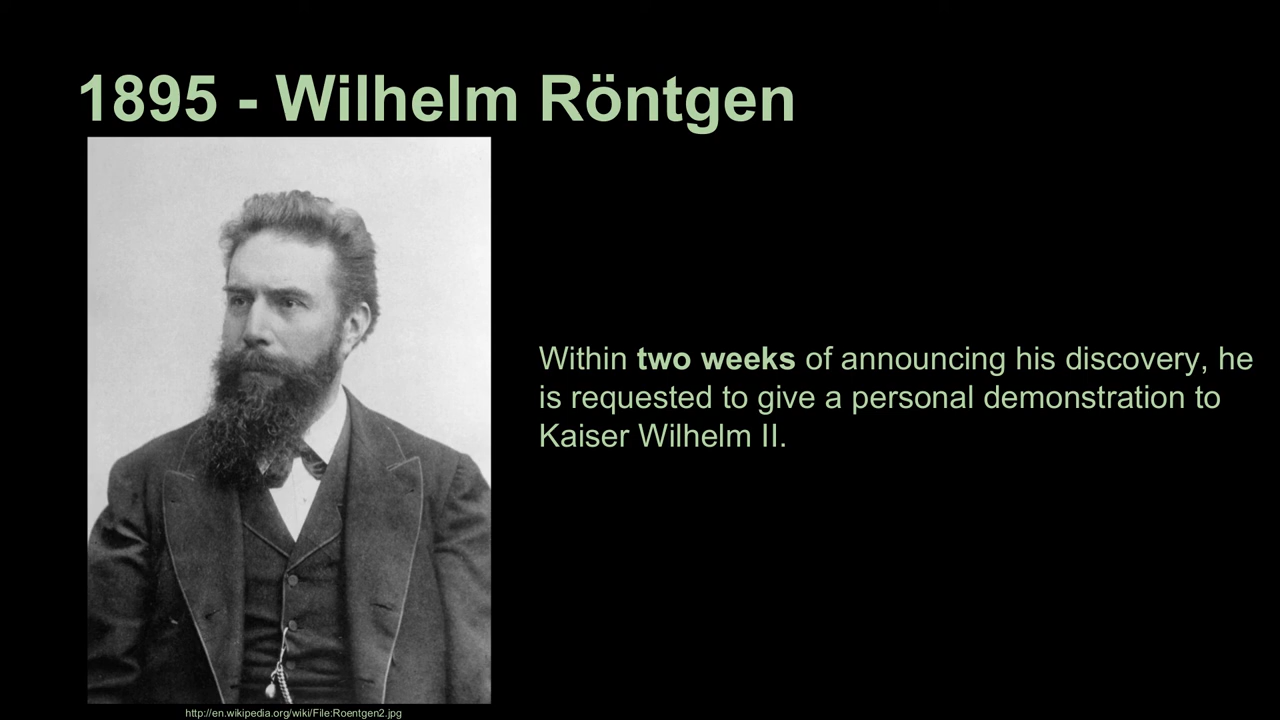 1895 - Wilhelm Röntgen
Within two weeks of announcing his discovery, he
is requested to give a personal demonstration to
Kaiser Wilhelm II.
http://en.wikipedia.org/wiki/File:Roentgen2.jpg